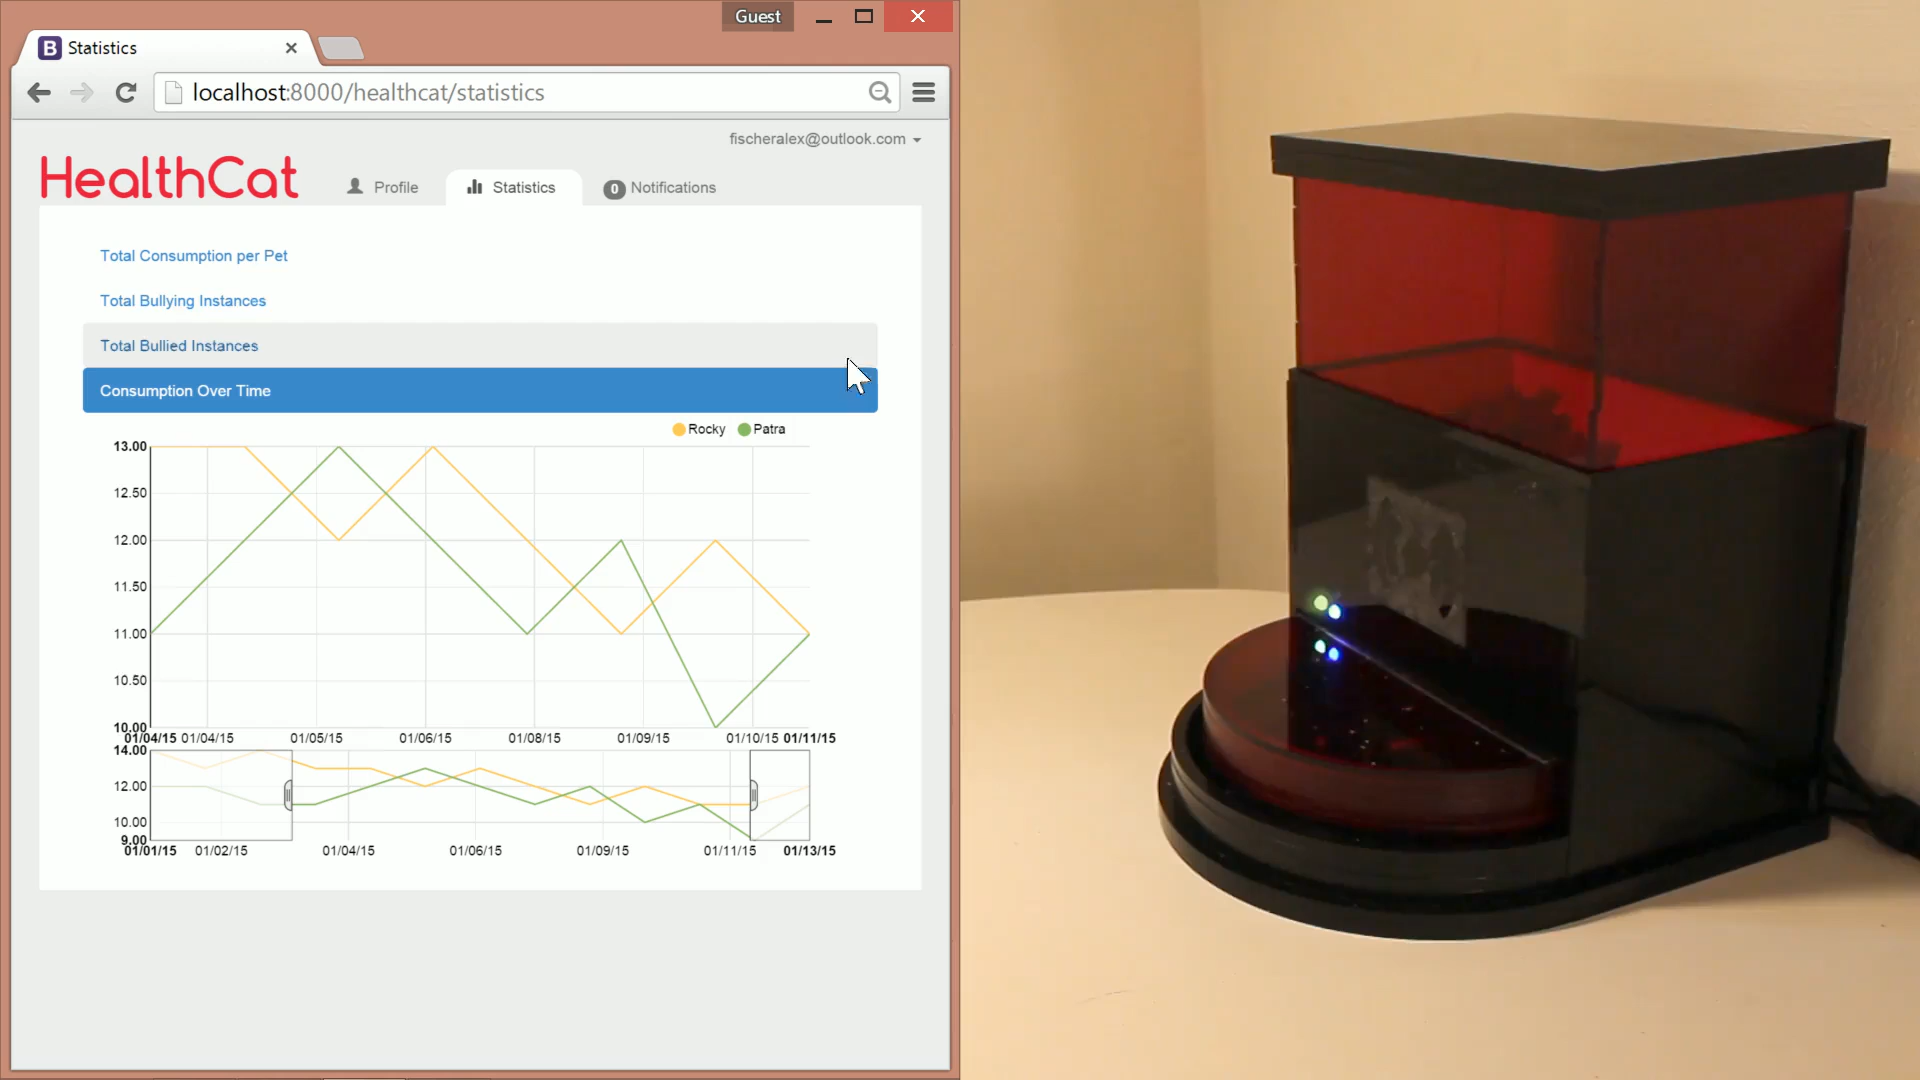 Guest
B Statistics
localhost:8000/healthcat/statistics
fischeralex@outlook.com
HealthCat
Profile
Statistics
0 Notifications
Total Consumption per Pet
Total Bullying Instances
Total Bullied Instances
Consumption Over Time
Rocky Patra
13.00
12.50
12.00
11.50
11.00
10.50
10.00
01/04/15 01/04/15 01/05/15 01/06/15 01/08/15 01/09/15 01/10/15 01/11/15
14.00
12.00
10.00
9.00
01/01/15 01/02/15 01/04/15 01/06/15 01/09/15 01/11/15 01/13/15